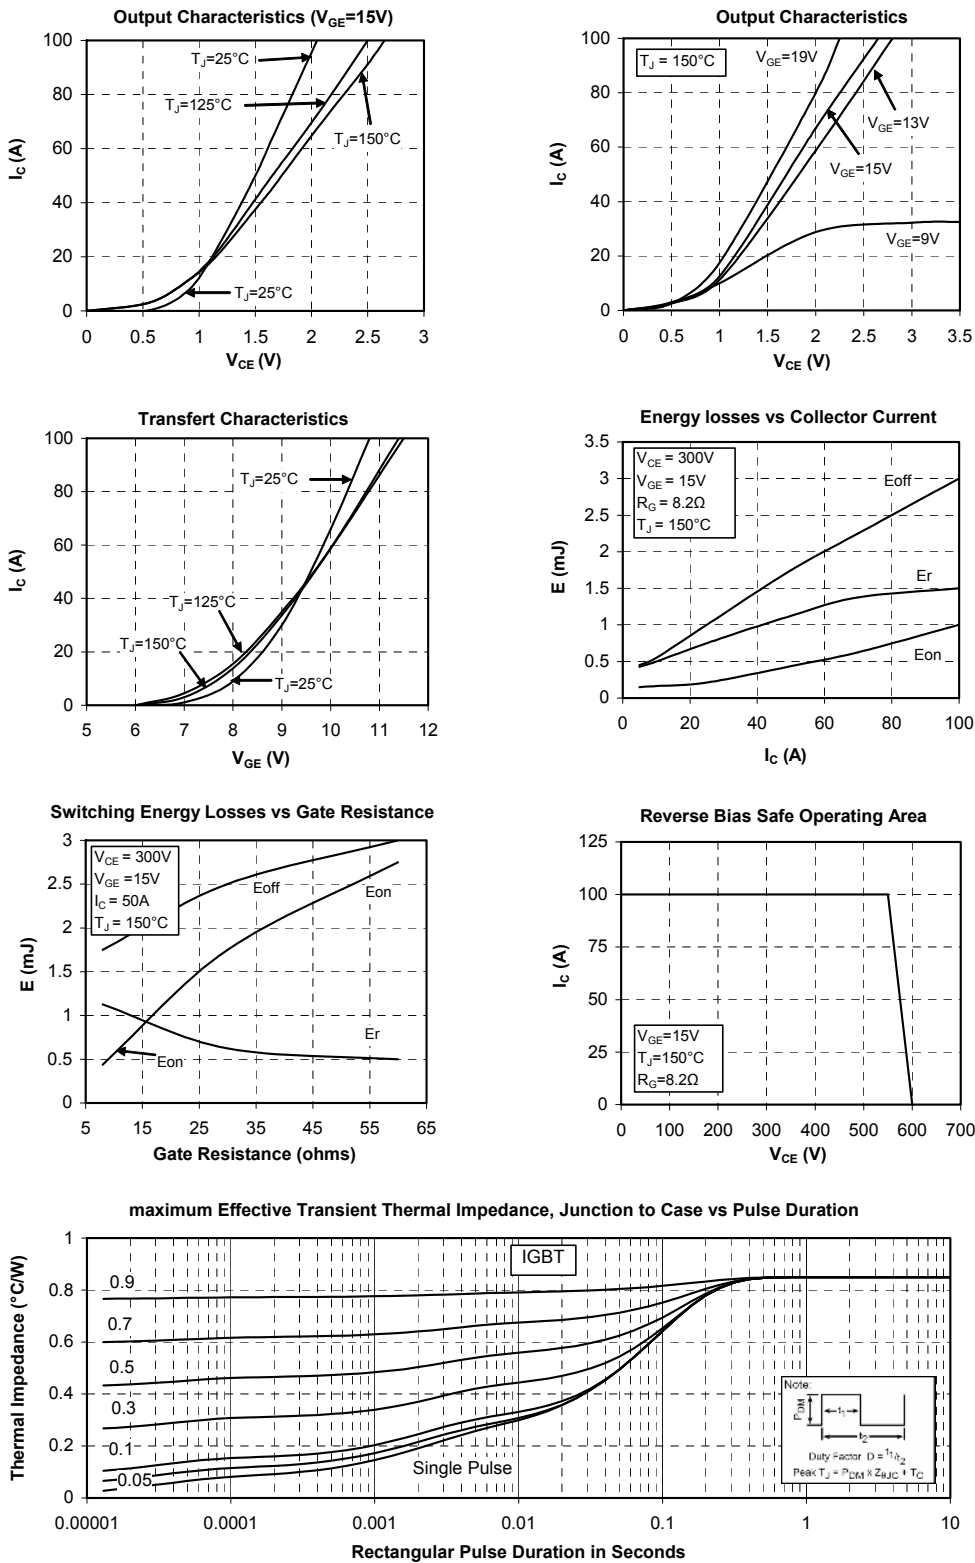 Output Characteristics (VGE=15V)
100
80
60
40
20
0
0
0.5
1
1.5
2
2.5
3
IC (A)
VCE (V)
TJ=25°C
TJ=125°C
TJ=150°C
TJ=25°C
Output Characteristics
100
80
60
40
20
0
0
0.5
1
1.5
2
2.5
3
3.5
IC (A)
VCE (V)
TJ = 150°C
VGE=19V
VGE=13V
VGE=15V
VGE=9V
Transfert Characteristics
100
80
60
40
20
0
5
6
7
8
9
10
11
12
IC (A)
VGE (V)
TJ=25°C
TJ=125°C
TJ=150°C
TJ=25°C
Energy losses vs Collector Current
3.5
3
2.5
2
1.5
1
0.5
0
0
20
40
60
80
100
E (mJ)
IC (A)
VCE = 300V
VGE = 15V
RG = 8.2Ω
TJ = 150°C
Eoff
Er
Eon
Switching Energy Losses vs Gate Resistance
3
2.5
2
1.5
1
0.5
0
5
15
25
35
45
55
65
E (mJ)
Gate Resistance (ohms)
VCE = 300V
VGE =15V
IC = 50A
TJ = 150°C
Eoff
Eon
Er
Eon
Reverse Bias Safe Operating Area
125
100
75
50
25
0
0
100
200
300
400
500
600
700
IC (A)
VCE (V)
VGE=15V
TJ=150°C
RG=8.2Ω
maximum Effective Transient Thermal Impedance, Junction to Case vs Pulse Duration
1
0.8
0.6
0.4
0.2
0
0.00001
0.0001
0.001
0.01
0.1
1
10
Thermal Impedance (°C/W)
Rectangular Pulse Duration in Seconds
IGBT
0.9
0.7
0.5
0.3
0.1
0.05
Single Pulse
Note:
PDM
t1
t2
Duty Factor D = t1/t2
Peak TJ = PDM x ZθJC + TC